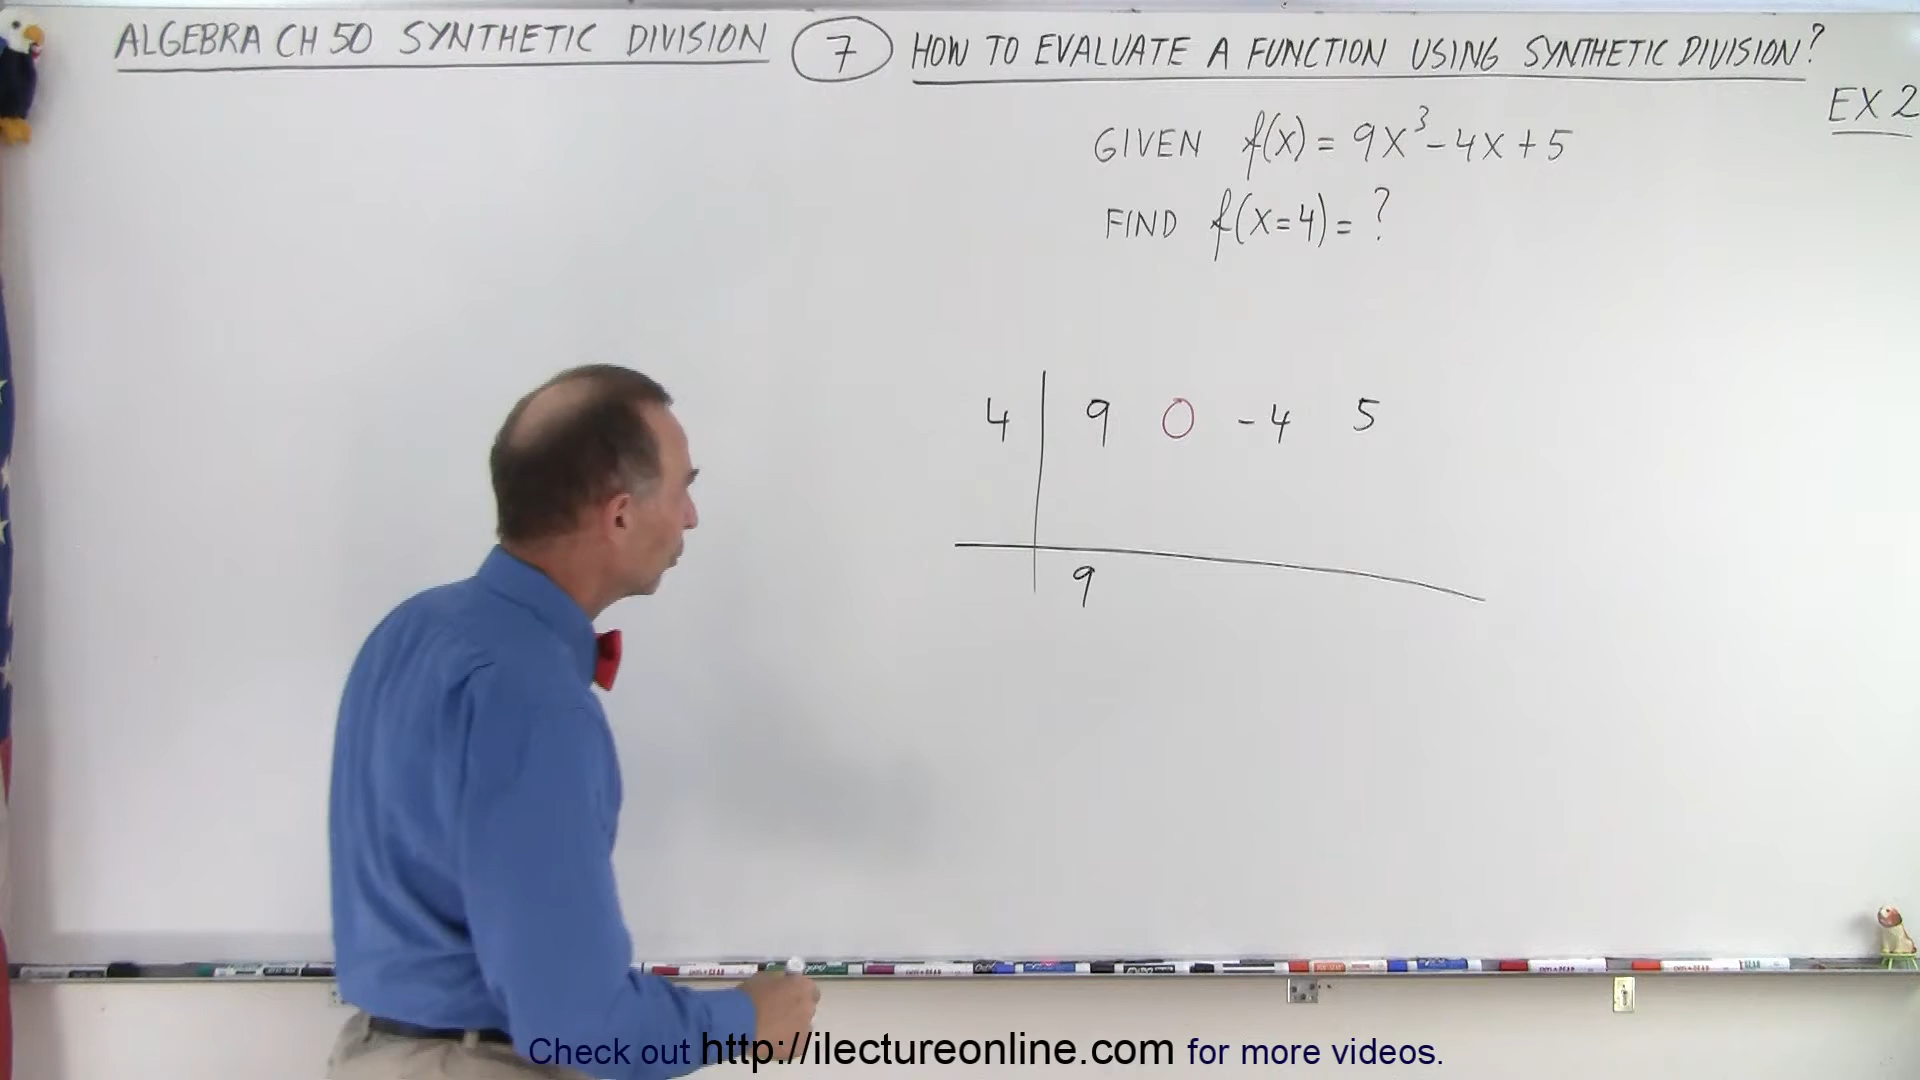 ALGEBRA CH 50 SYNTHETIC DIVISION 7 HOW TO EVALUATE A FUNCTION USING SYNTHETIC DIVISION?
EX 2
GIVEN f(x) = 9x³ - 4x + 5
FIND f(x=4) = ?
4 9 0 -4 5
9
Check out http://ilectureonline.com for more videos.